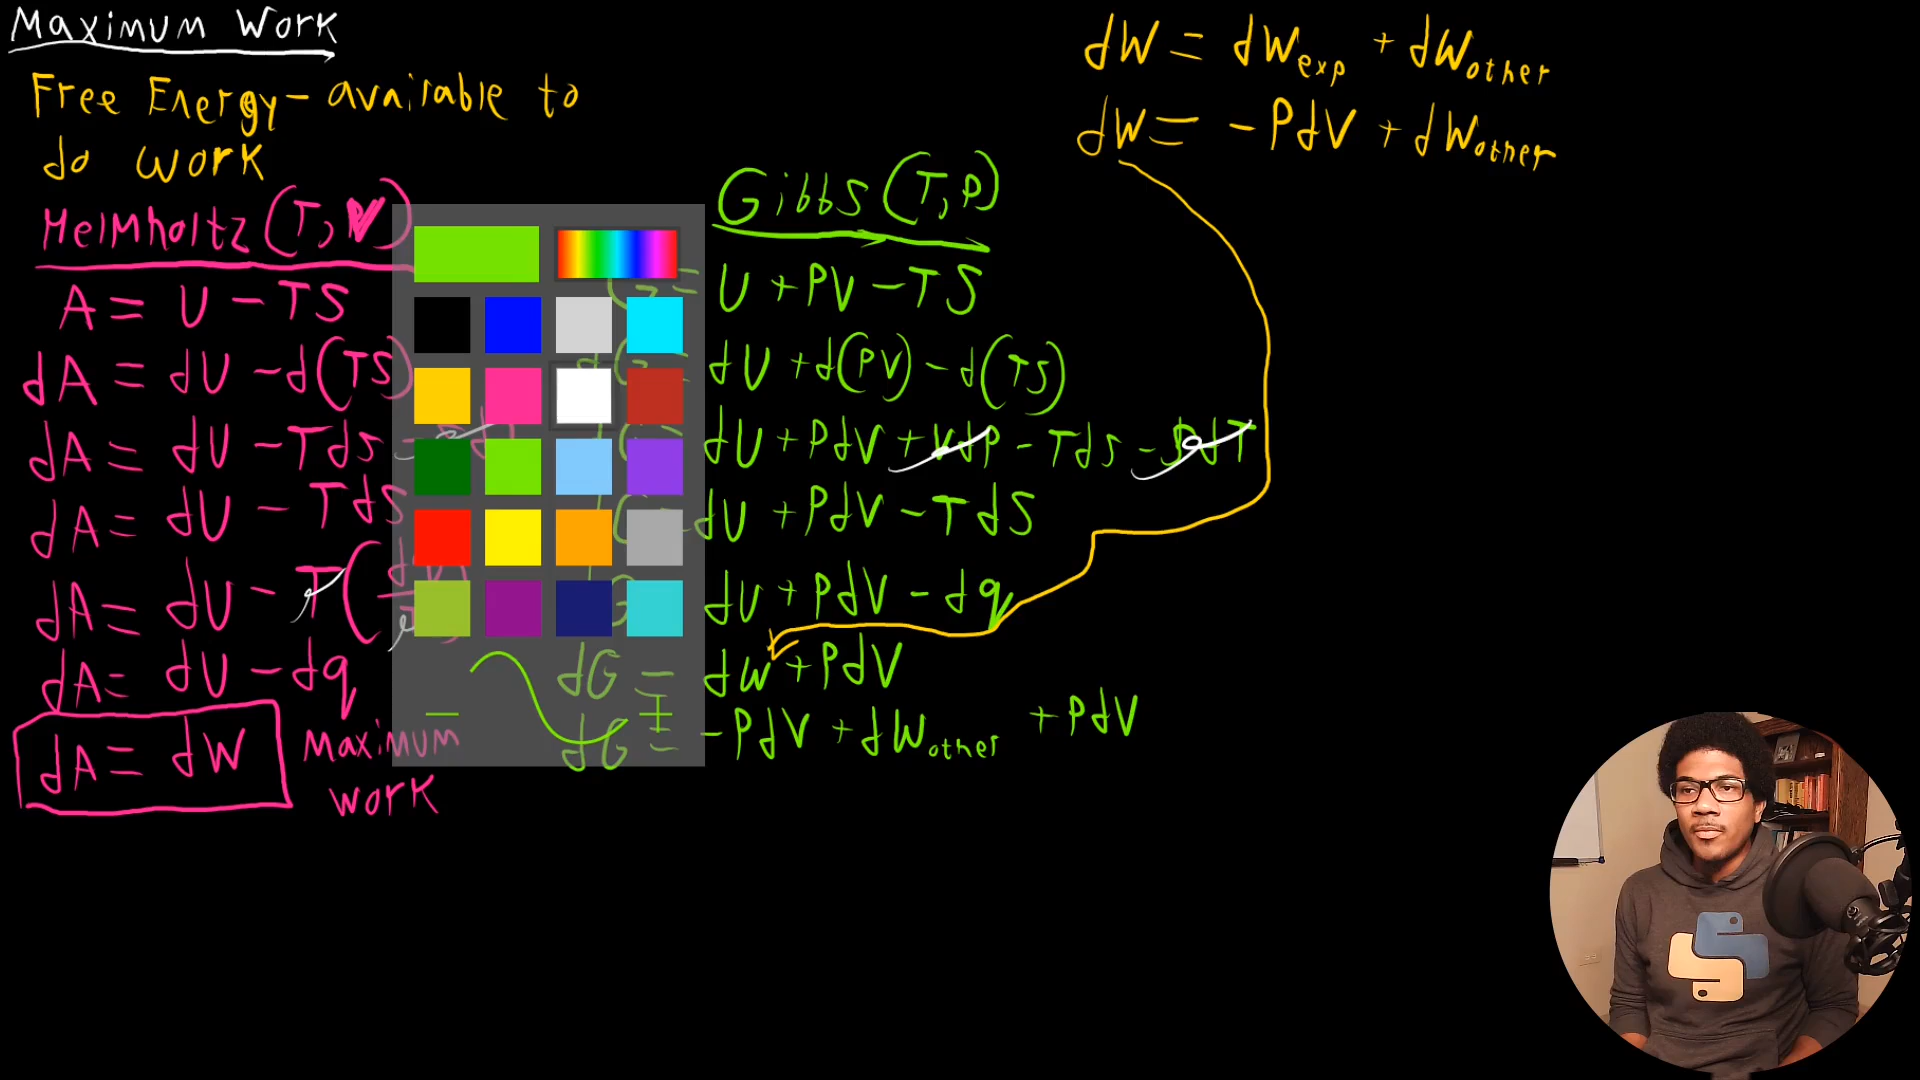 Maximum Work
Free Energy - available to
do work
Helmholtz (T, V)
A = U - TS
dA = dU - d(TS)
dA = dU - Tds
dA = dU - TdS
dA = dU - T(
dA = dU - dq
dA = dW Maximum
work
Gibbs (T, P)
G = U + PV - TS
dG = dU + d(PV) - d(TS)
dU + PdV + VdP - Tds - SdT
dU + PdV - TdS
dU + PdV - dq
dG = dW + PdV
dG = -PdV + dWother + PdV
dW = dWexp + dWother
dW = -PdV + dWother